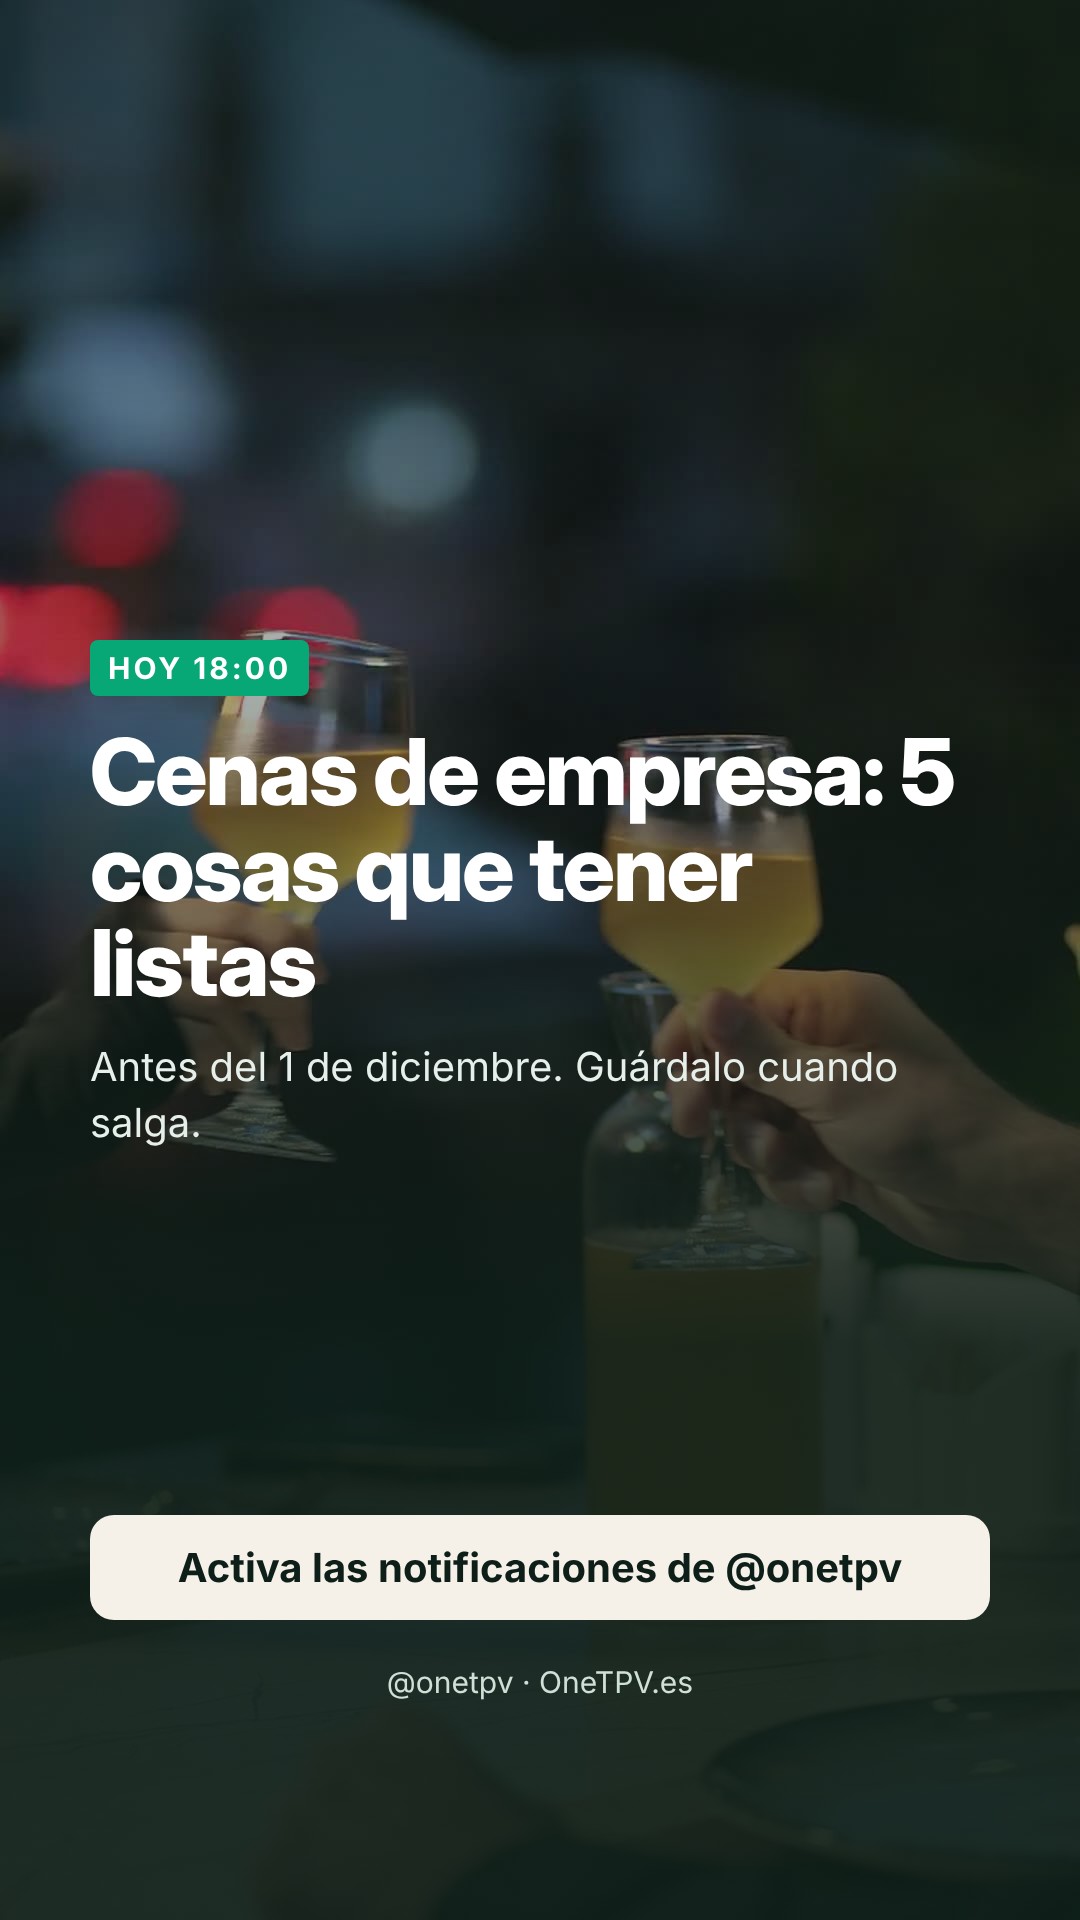 HOY 18:00
Cenas de empresa: 5
cosas que tener
listas
Antes del 1 de diciembre. Guárdalo cuando
salga.
Activa las notificaciones de @onetpv
@onetpv · OneTPV.es